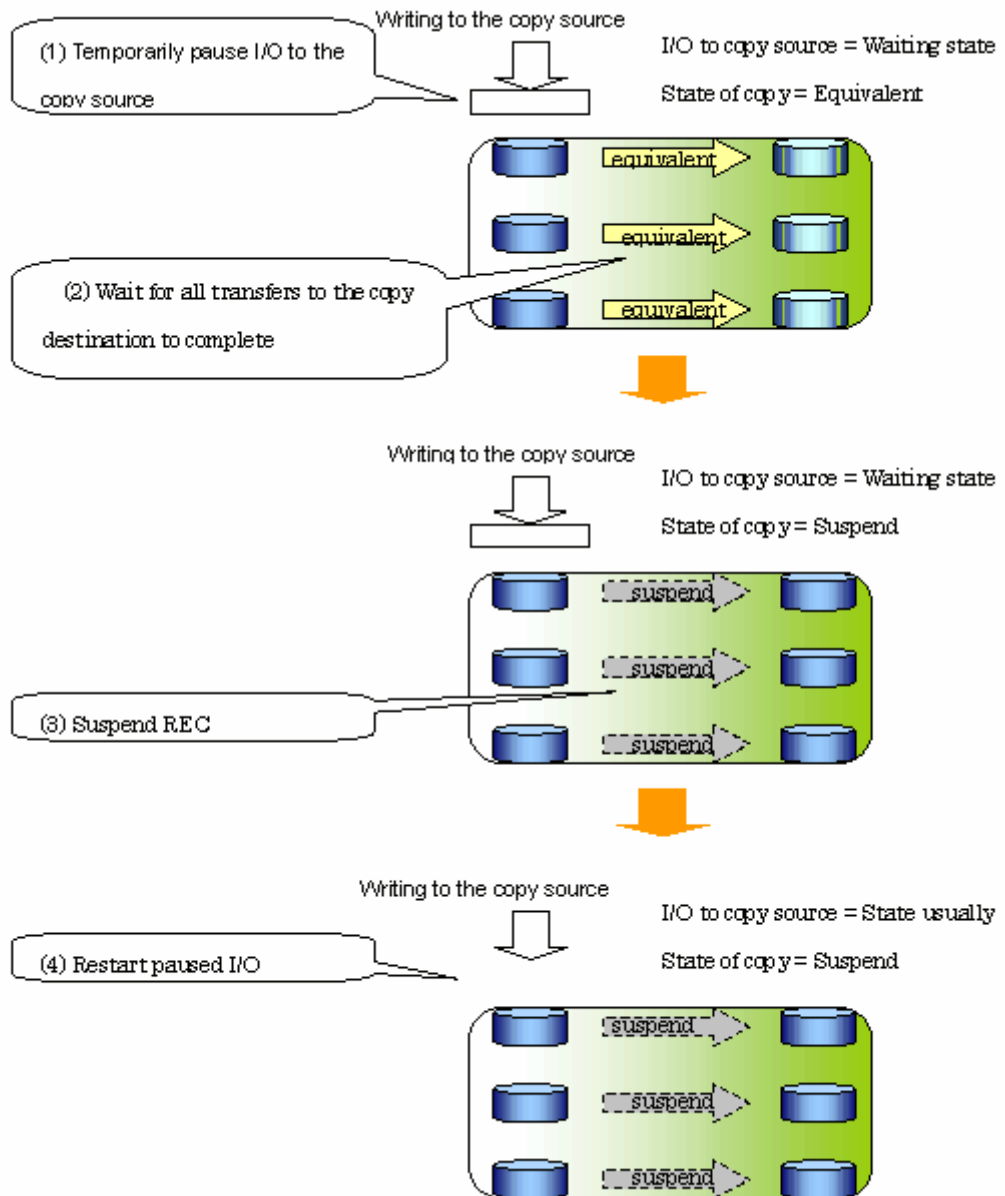 Writing to the copy source
(1) Temporarily pause I/O to the
copy source
I/O to copy source = Waiting state
State of copy = Equivalent
equivalent
equivalent
equivalent
(2) Wait for all transfers to the copy
destination to complete
Writing to the copy source
I/O to copy source = Waiting state
State of copy = Suspend
suspend
suspend
suspend
(3) Suspend REC
Writing to the copy source
I/O to copy source = State usually
State of copy = Suspend
(4) Restart paused I/O
suspend
suspend
suspend